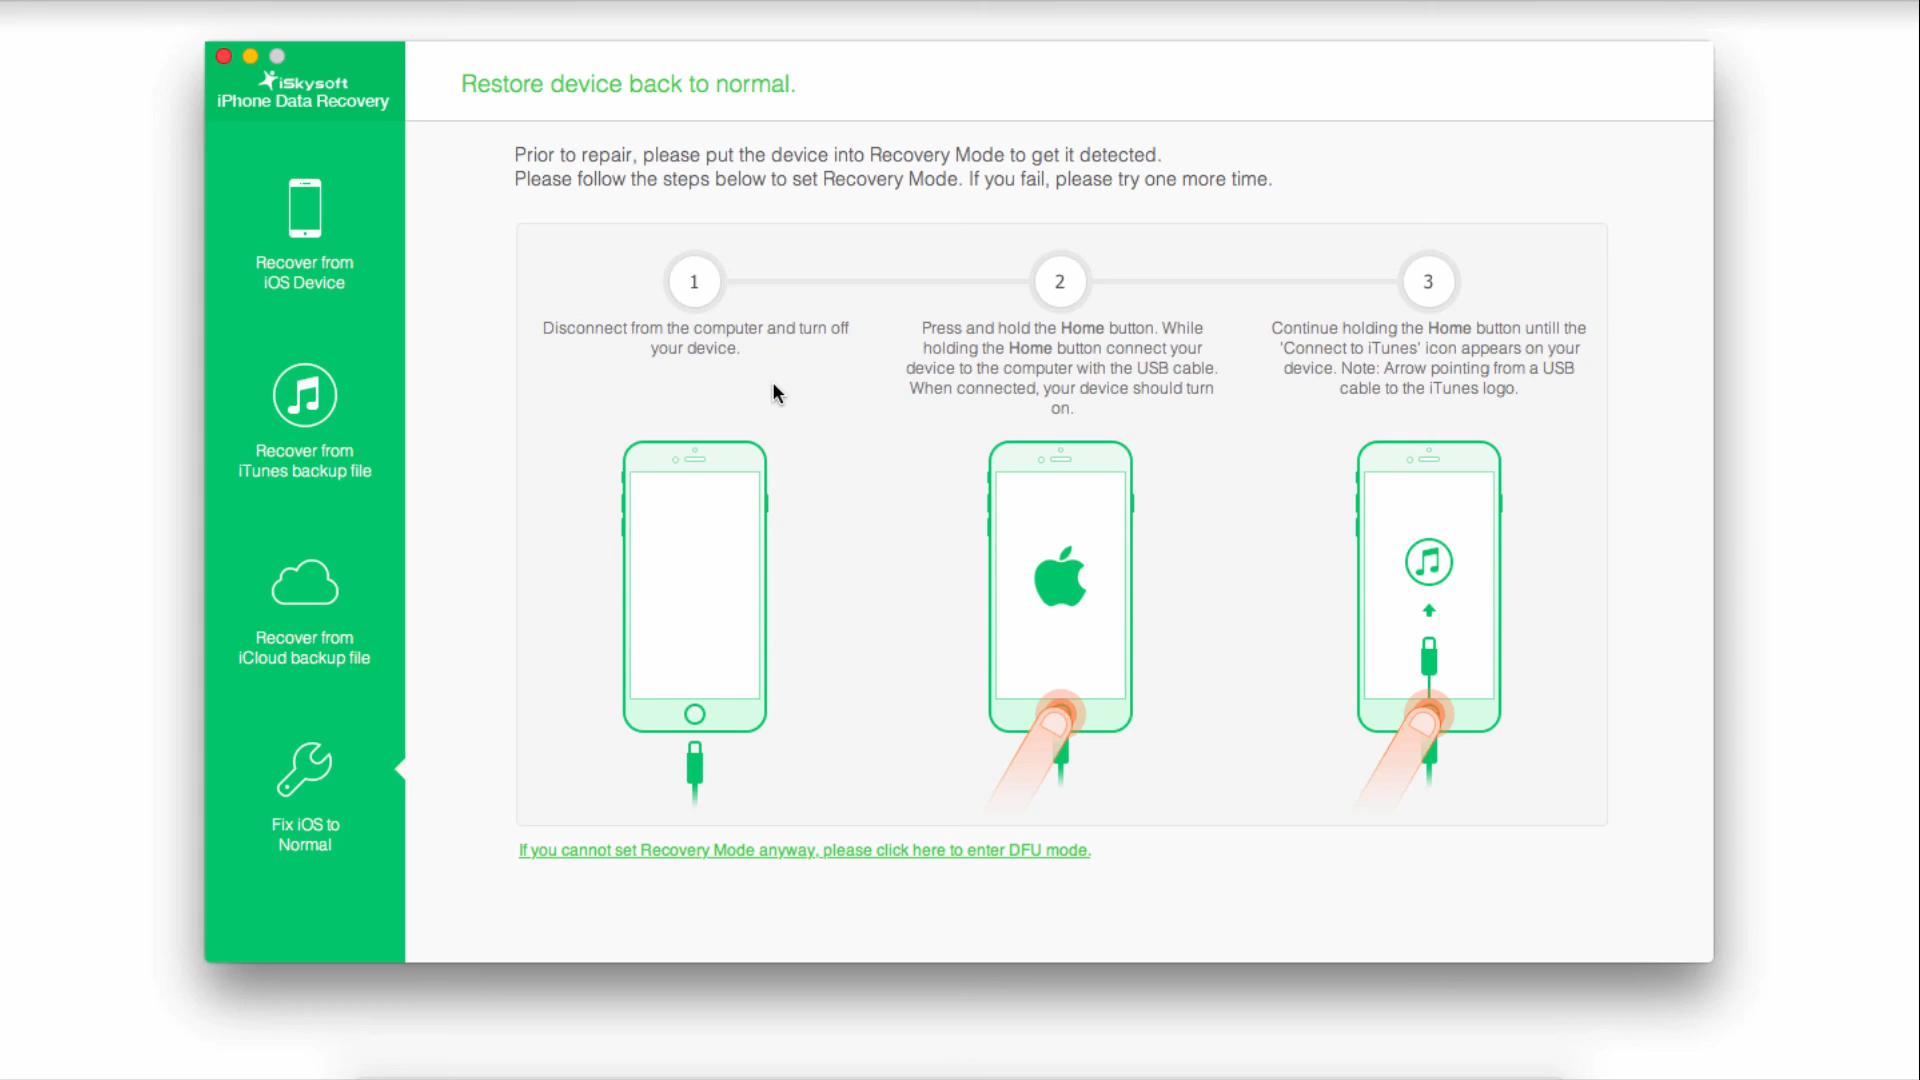 iSkysoft
iPhone Data Recovery
Recover from
iOS Device
Recover from
iTunes backup file
Recover from
iCloud backup file
Fix iOS to
Normal
Restore device back to normal.
Prior to repair, please put the device into Recovery Mode to get it detected.
Please follow the steps below to set Recovery Mode. If you fail, please try one more time.
1
Disconnect from the computer and turn off
your device.
2
Press and hold the Home button. While
holding the Home button connect your
device to the computer with the USB cable.
When connected, your device should turn
on.
3
Continue holding the Home button untill the
'Connect to iTunes' icon appears on your
device. Note: Arrow pointing from a USB
cable to the iTunes logo.
If you cannot set Recovery Mode anyway, please click here to enter DFU mode.